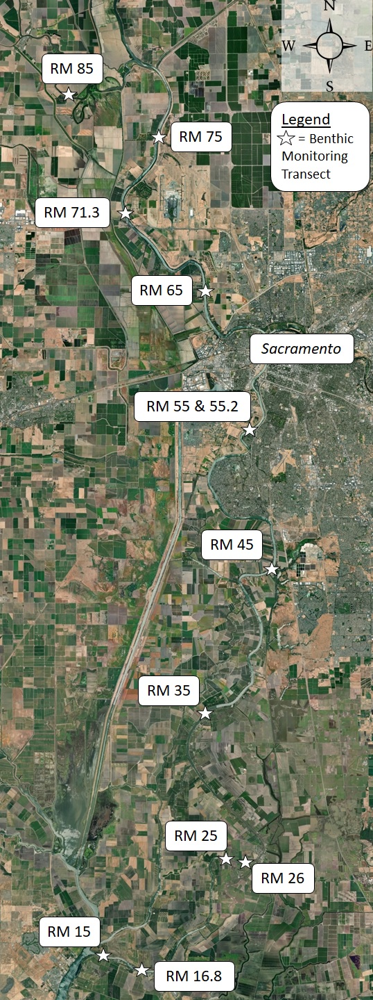 N
W E
S
RM 85
Legend
☆ = Benthic
Monitoring
Transect
RM 75
RM 71.3
RM 65
Sacramento
RM 55 & 55.2
RM 45
RM 35
RM 25
RM 26
RM 15
RM 16.8